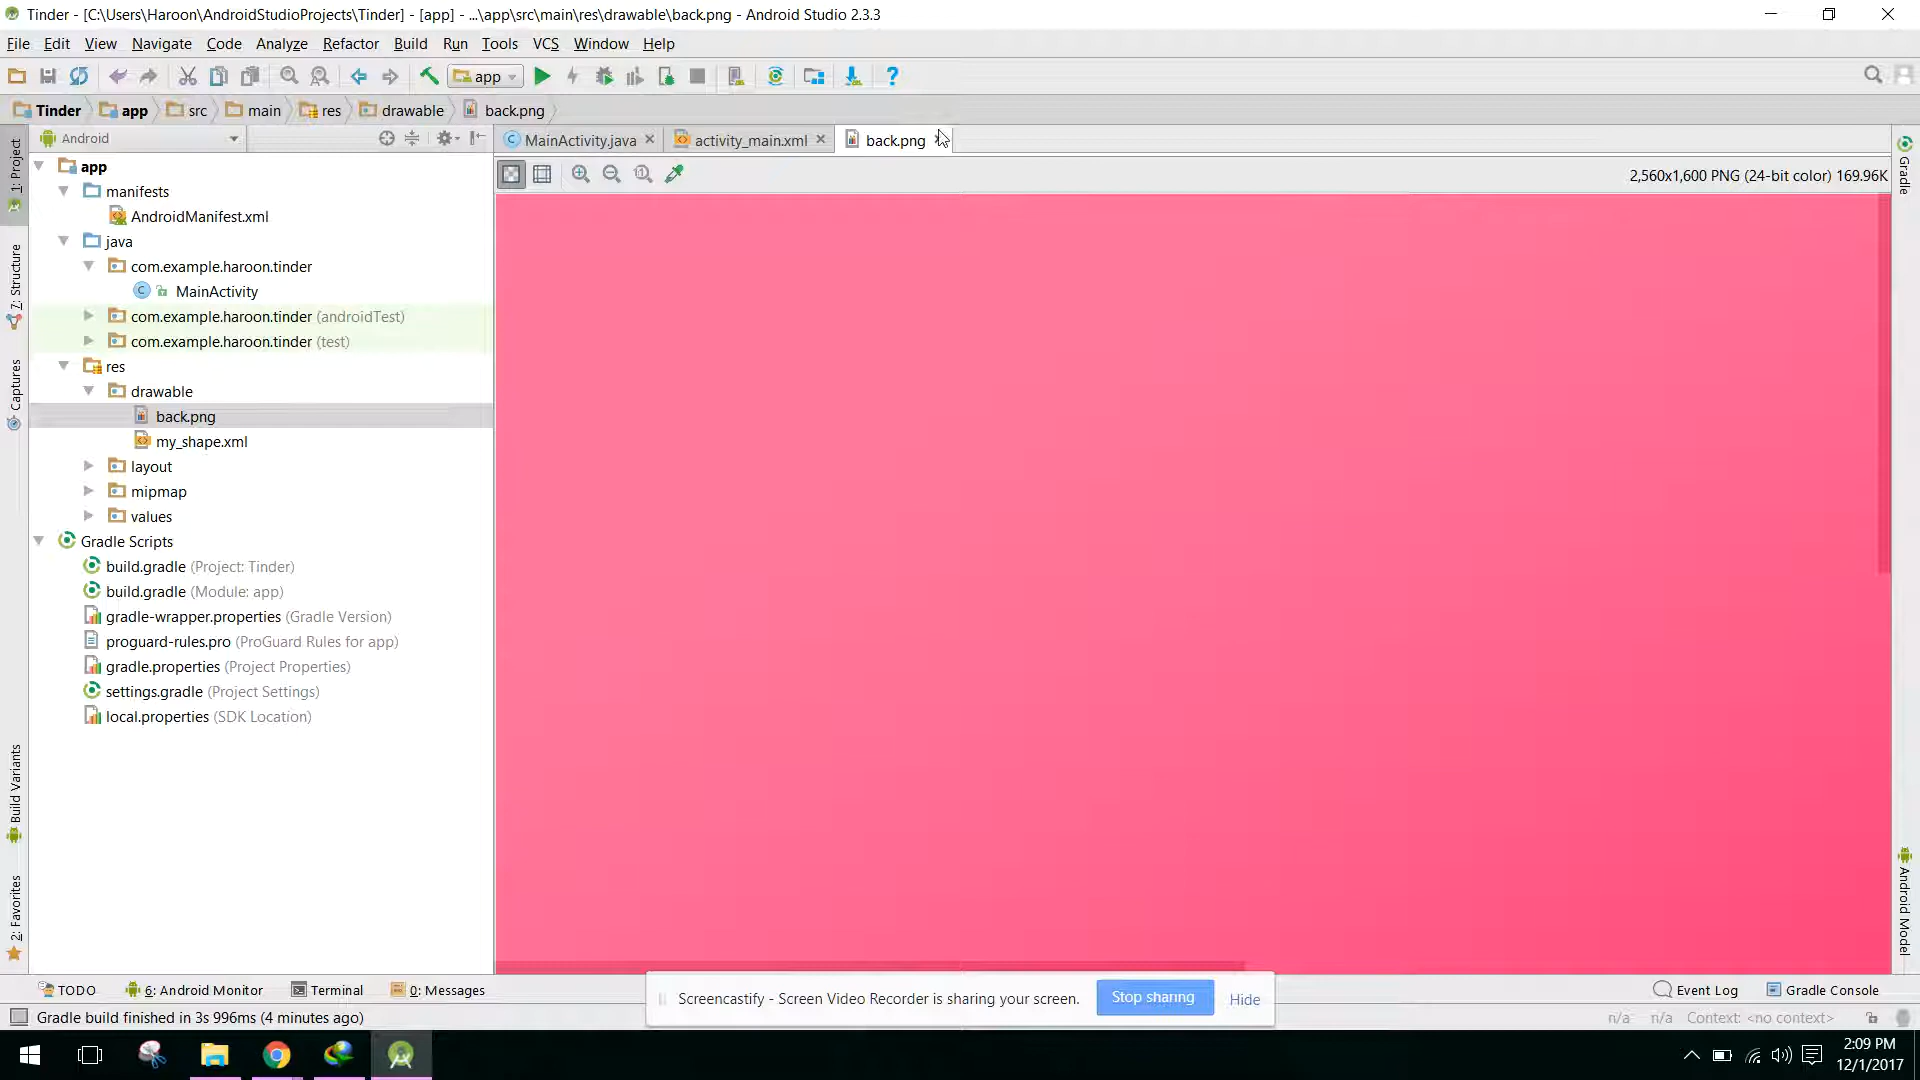 Tinder - [C:\Users\Haroon\AndroidStudioProjects\Tinder] - [app] - ...\app\src\main\res\drawable\back.png - Android Studio 2.3.3
File Edit View Navigate Code Analyze Refactor Build Run Tools VCS Window Help
app
Tinder app src main res drawable back.png
Android
MainActivity.java activity_main.xml back.png
2,560x1,600 PNG (24-bit color) 169.96K
1: Project
7: Structure
Captures
Build Variants
2: Favorites
app
manifests
AndroidManifest.xml
java
com.example.haroon.tinder
MainActivity
com.example.haroon.tinder (androidTest)
com.example.haroon.tinder (test)
res
drawable
back.png
my_shape.xml
layout
mipmap
values
Gradle Scripts
build.gradle (Project: Tinder)
build.gradle (Module: app)
gradle-wrapper.properties (Gradle Version)
proguard-rules.pro (ProGuard Rules for app)
gradle.properties (Project Properties)
settings.gradle (Project Settings)
local.properties (SDK Location)
Gradle
Android Model
TODO 6: Android Monitor Terminal 0: Messages
Event Log Gradle Console
Screencastify - Screen Video Recorder is sharing your screen. Stop sharing Hide
Gradle build finished in 3s 996ms (4 minutes ago)
n/a n/a Context: <no context>
2:09 PM
12/1/2017